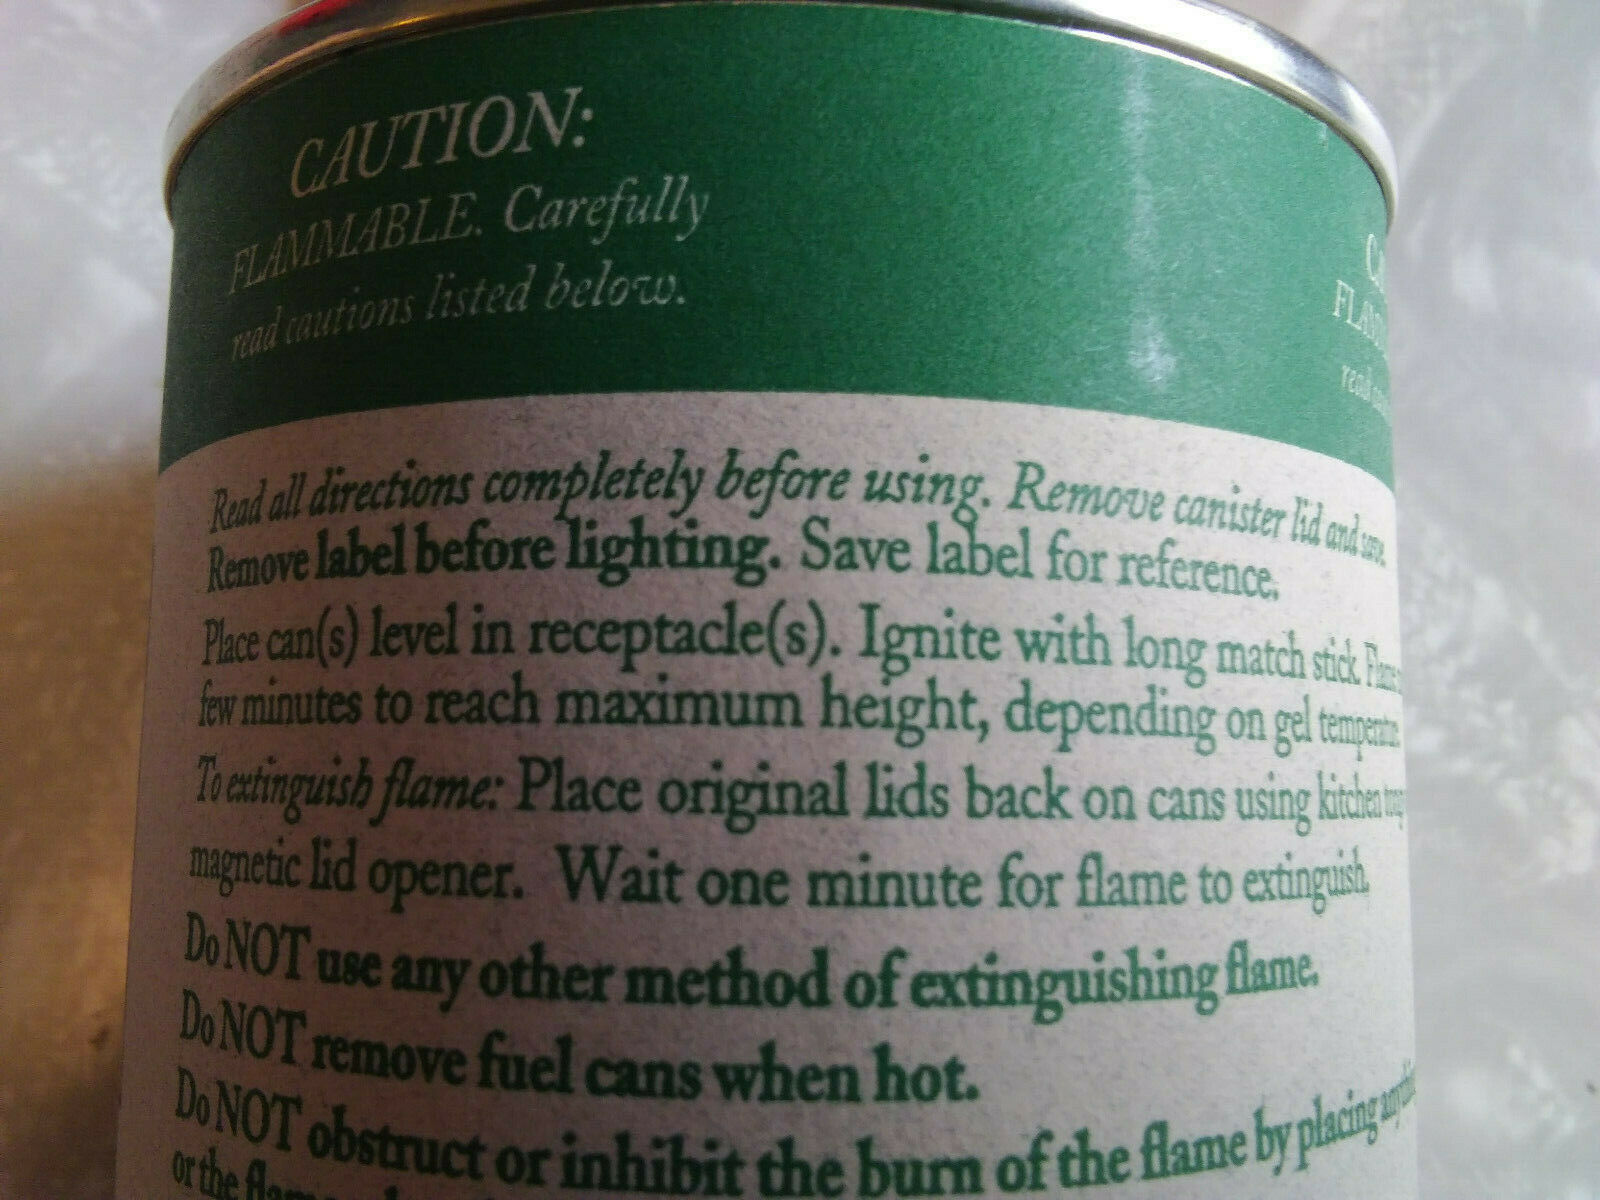 CAUTION:
FLAMMABLE. Carefully
read cautions listed below.
Read all directions completely before using. Remove canister lid and save.
Remove label before lighting. Save label for reference.
Place can(s) level in receptacle(s). Ignite with long match stick. Flame
few minutes to reach maximum height, depending on gel temperature.
To extinguish flame: Place original lids back on cans using kitchen
magnetic lid opener. Wait one minute for flame to extinguish.
Do NOT use any other method of extinguishing flame.
Do NOT remove fuel cans when hot.
Do NOT obstruct or inhibit the burn of the flame by placing
or the